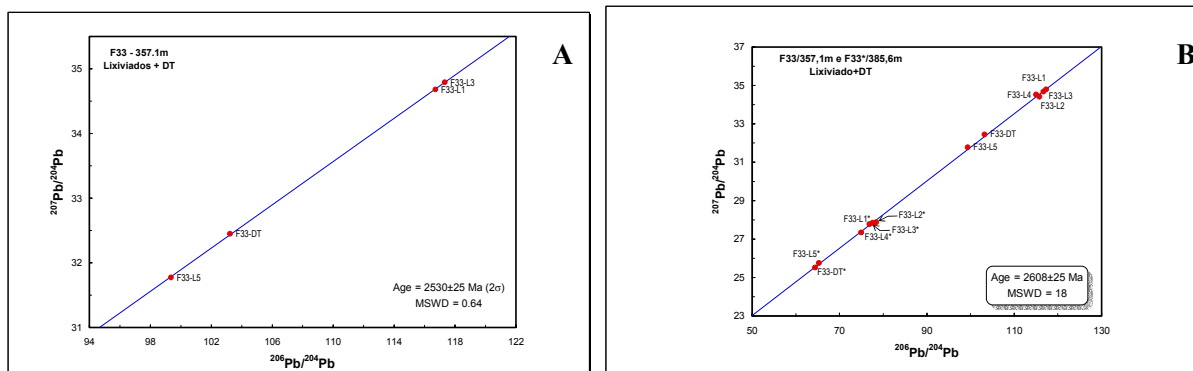 F33 - 357.1m
Lixiviados + DT
A
35
34
33
32
31
207Pb/204Pb
F33-L3
F33-L1
F33-DT
F33-L5
Age = 2530±25 Ma (2σ)
MSWD = 0.64
94 98 102 106 110 114 118 122
206Pb/204Pb
F33/357,1m e F33*/385,6m
Lixiviado+DT
B
37
35
33
31
29
27
25
23
207Pb/204Pb
F33-L1
F33-L4
F33-L3
F33-L2
F33-DT
F33-L5
F33-L1*
F33-L2*
F33-L3*
F33-L4*
F33-L5*
F33-DT*
Age = 2608±25 Ma
MSWD = 18
50 70 90 110 130
206Pb/204Pb